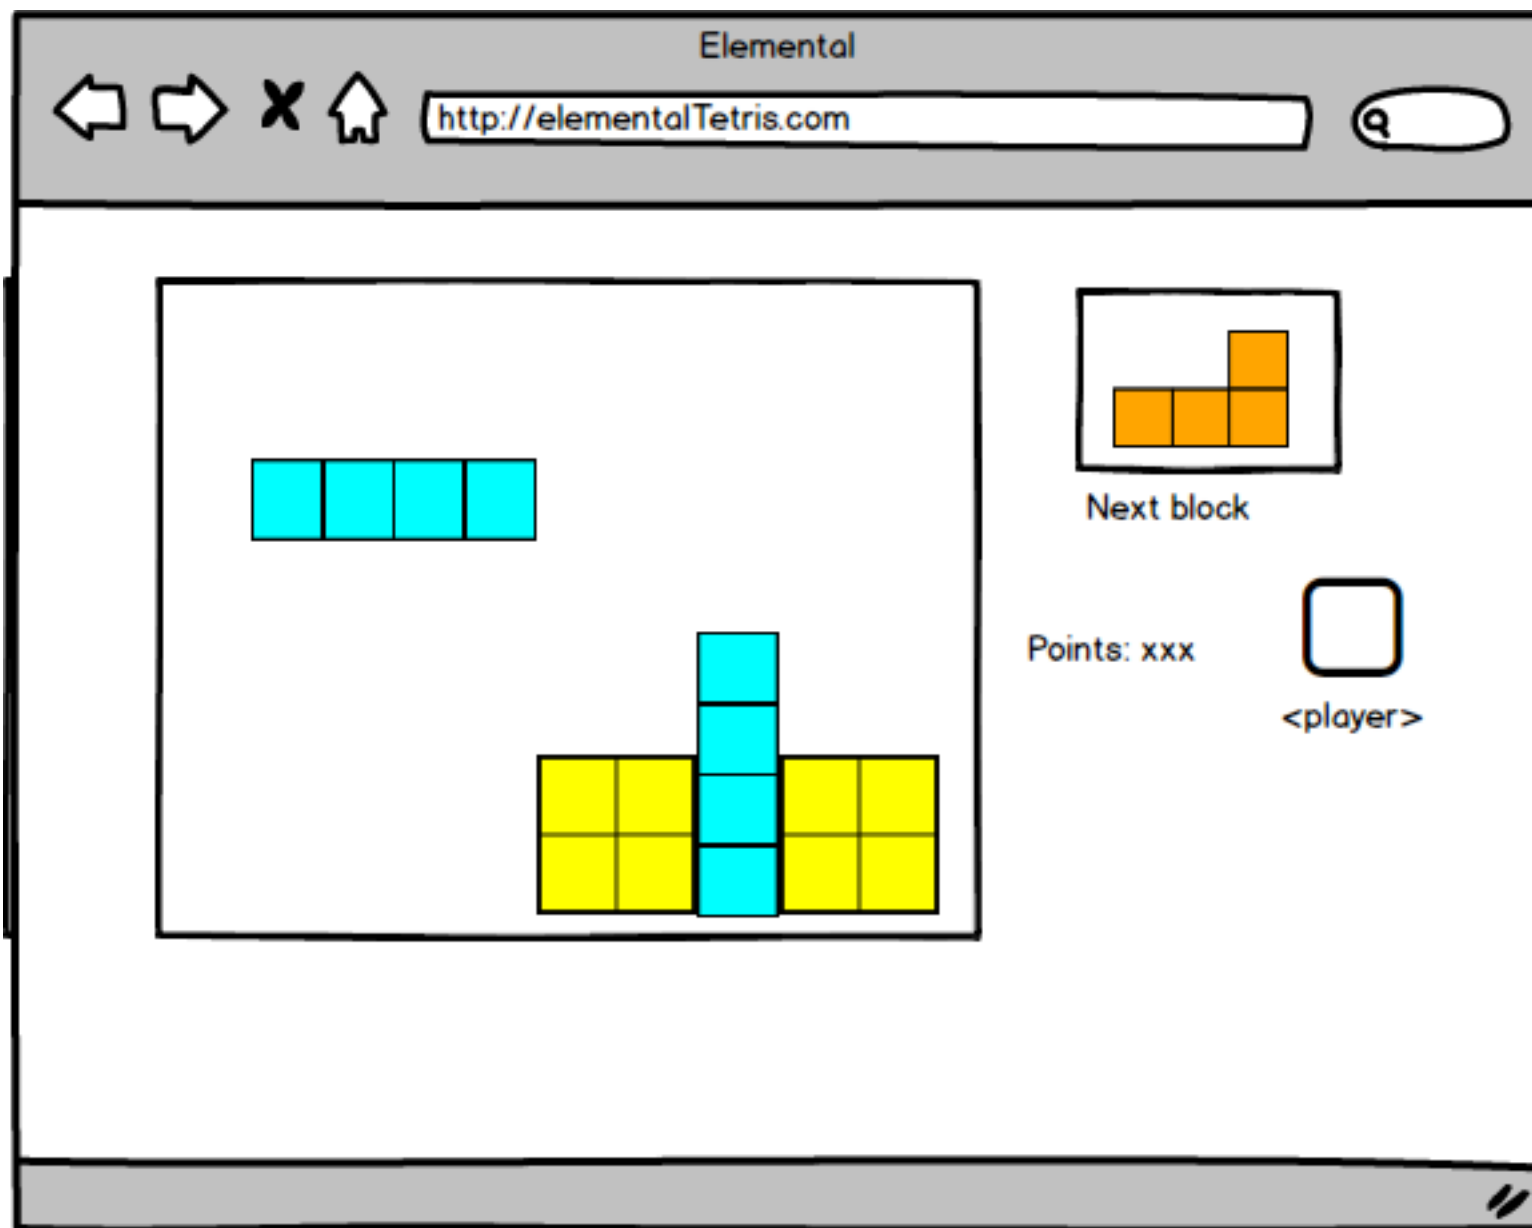 Elemental
http://elementalTetris.com
Next block
Points: xxx
<player>